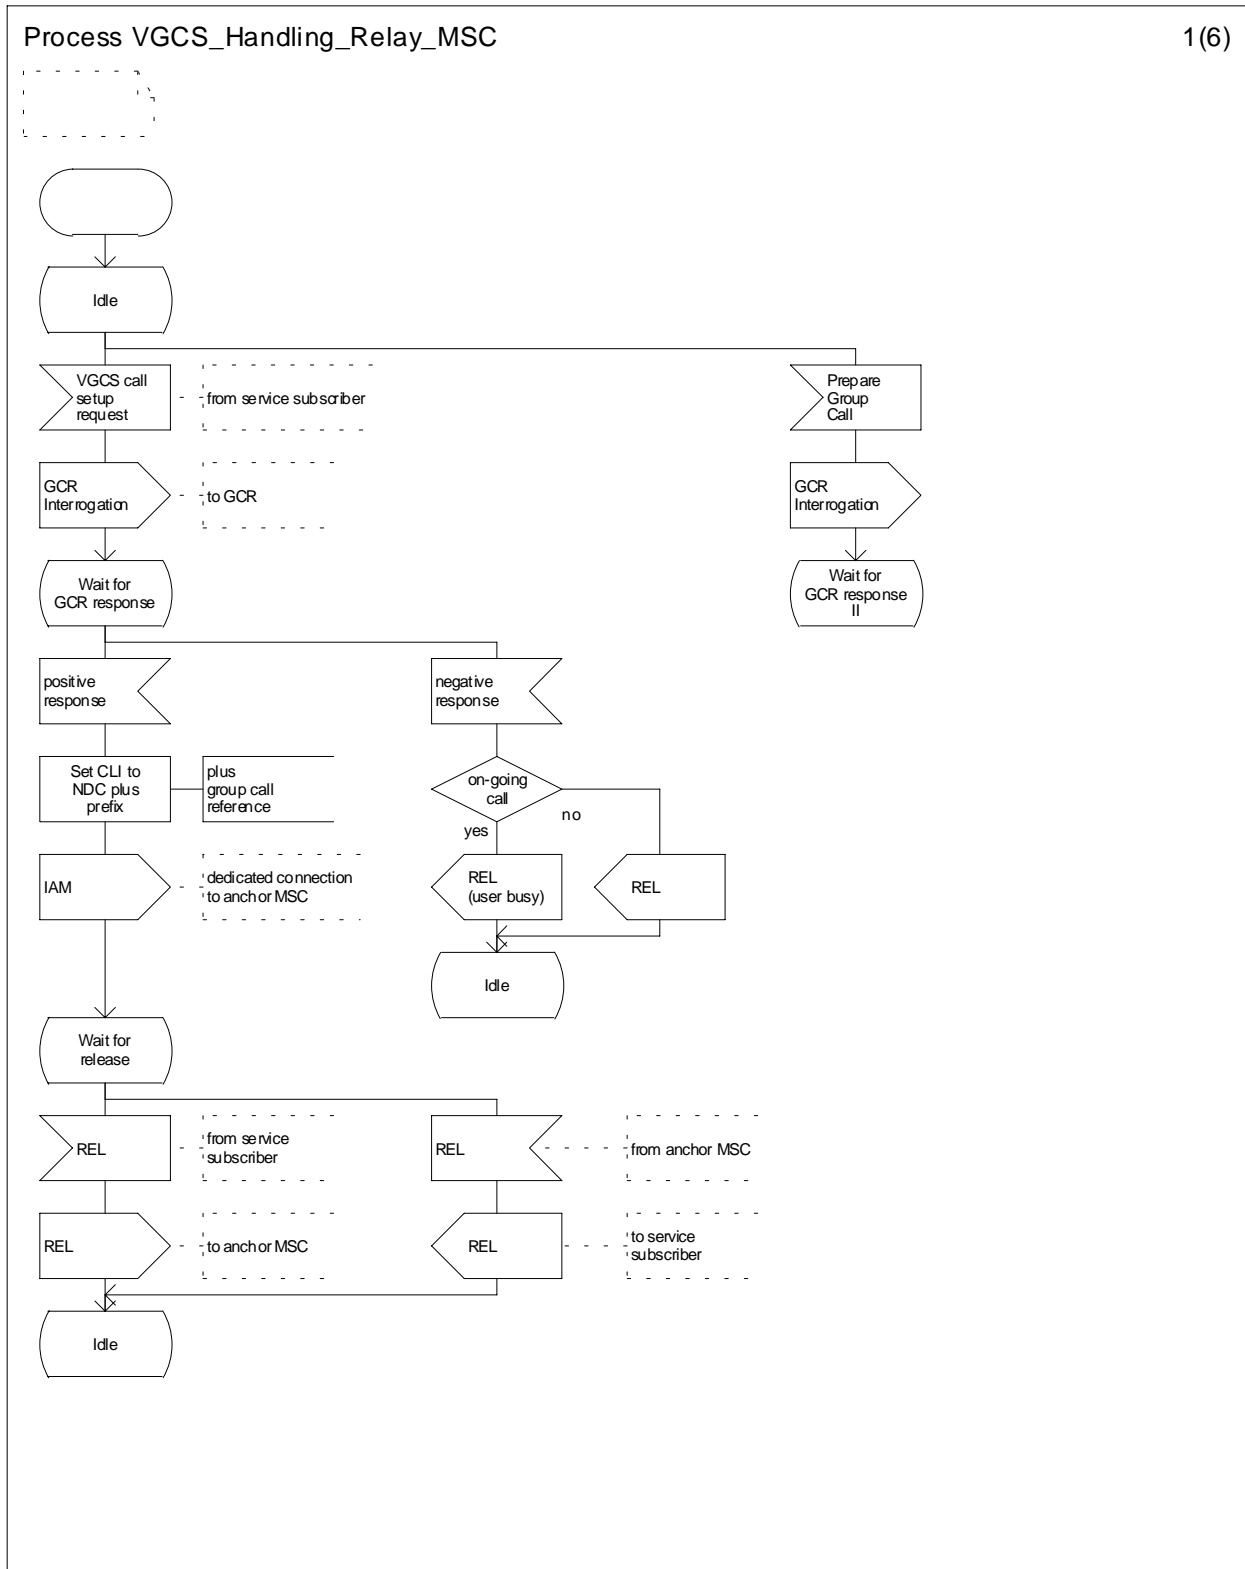 Process VGCS_Handling_Relay_MSC
1(6)
Idle
VGCS call
setup
request
from service subscriber
Prepare
Group
Call
GCR
Interrogation
to GCR
GCR
Interrogation
Wait for
GCR response
Wait for
GCR response
II
positive
response
negative
response
Set CLI to
NDC plus
prefix
plus
group call
reference
on-going
call
no
yes
IAM
dedicated connection
to anchor MSC
REL
(user busy)
REL
Idle
Wait for
release
REL
from service
subscriber
REL
from anchor MSC
REL
to anchor MSC
REL
to service
subscriber
Idle